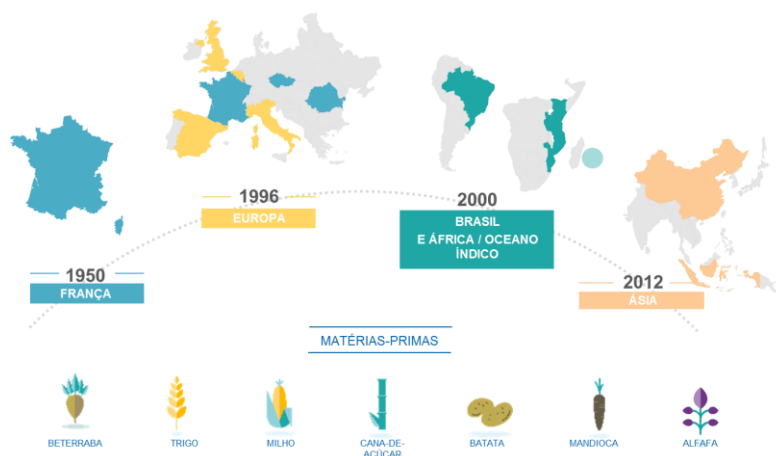 1950
FRANÇA
1996
EUROPA
2000
BRASIL
E ÁFRICA / OCEANO
ÍNDICO
2012
ÁSIA
MATÉRIAS-PRIMAS
BETERRABA
TRIGO
MILHO
CANA-DE-
AÇÚCAR
BATATA
MANDIOCA
ALFAFA